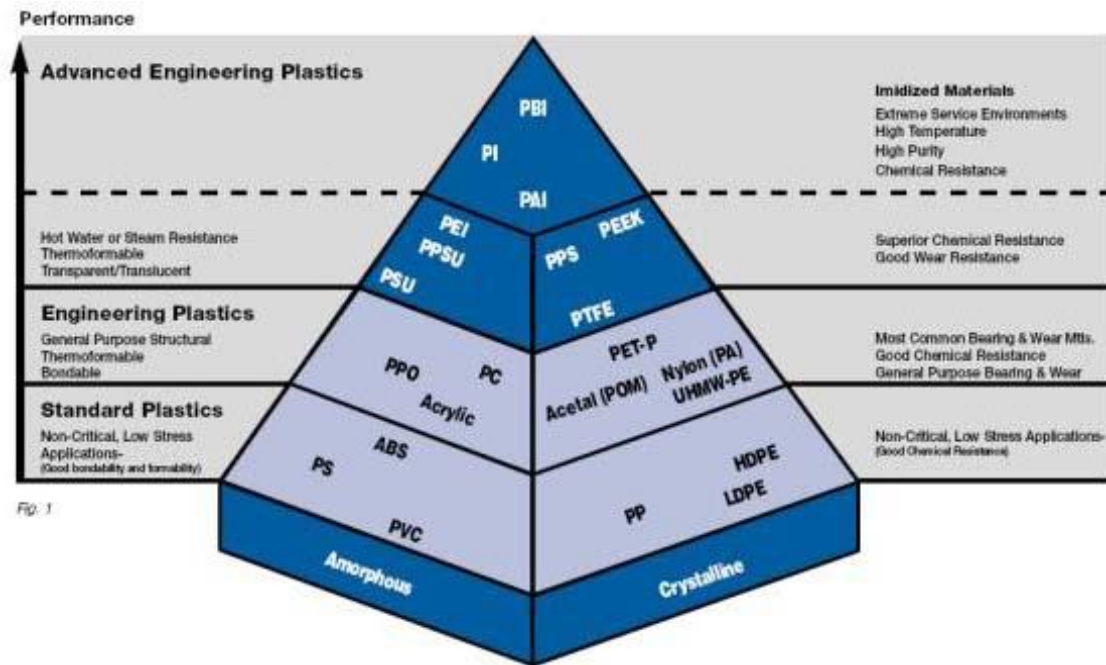 Performance
Advanced Engineering Plastics
Imidized Materials
Extreme Service Environments
High Temperature
High Purity
Chemical Resistance
PBI
PI
PAI
Hot Water or Steam Resistance
Thermoformable
Transparent/Translucent
PEI
PPSU
PSU
PEEK
PPS
PTFE
Superior Chemical Resistance
Good Wear Resistance
Engineering Plastics
General Purpose Structural
Thermoformable
Bondable
PPO
PC
Acrylic
PET-P
Nylon (PA)
Acetal (POM)
UHMW-PE
Most Common Bearing & Wear Mtls.
Good Chemical Resistance
General Purpose Bearing & Wear
Standard Plastics
Non-Critical, Low Stress
Applications-
(Good bondability and formability)
ABS
PS
PVC
HDPE
LDPE
PP
Non-Critical, Low Stress Applications-
(Good Chemical Resistance)
Fig. 1
Amorphous
Crystalline